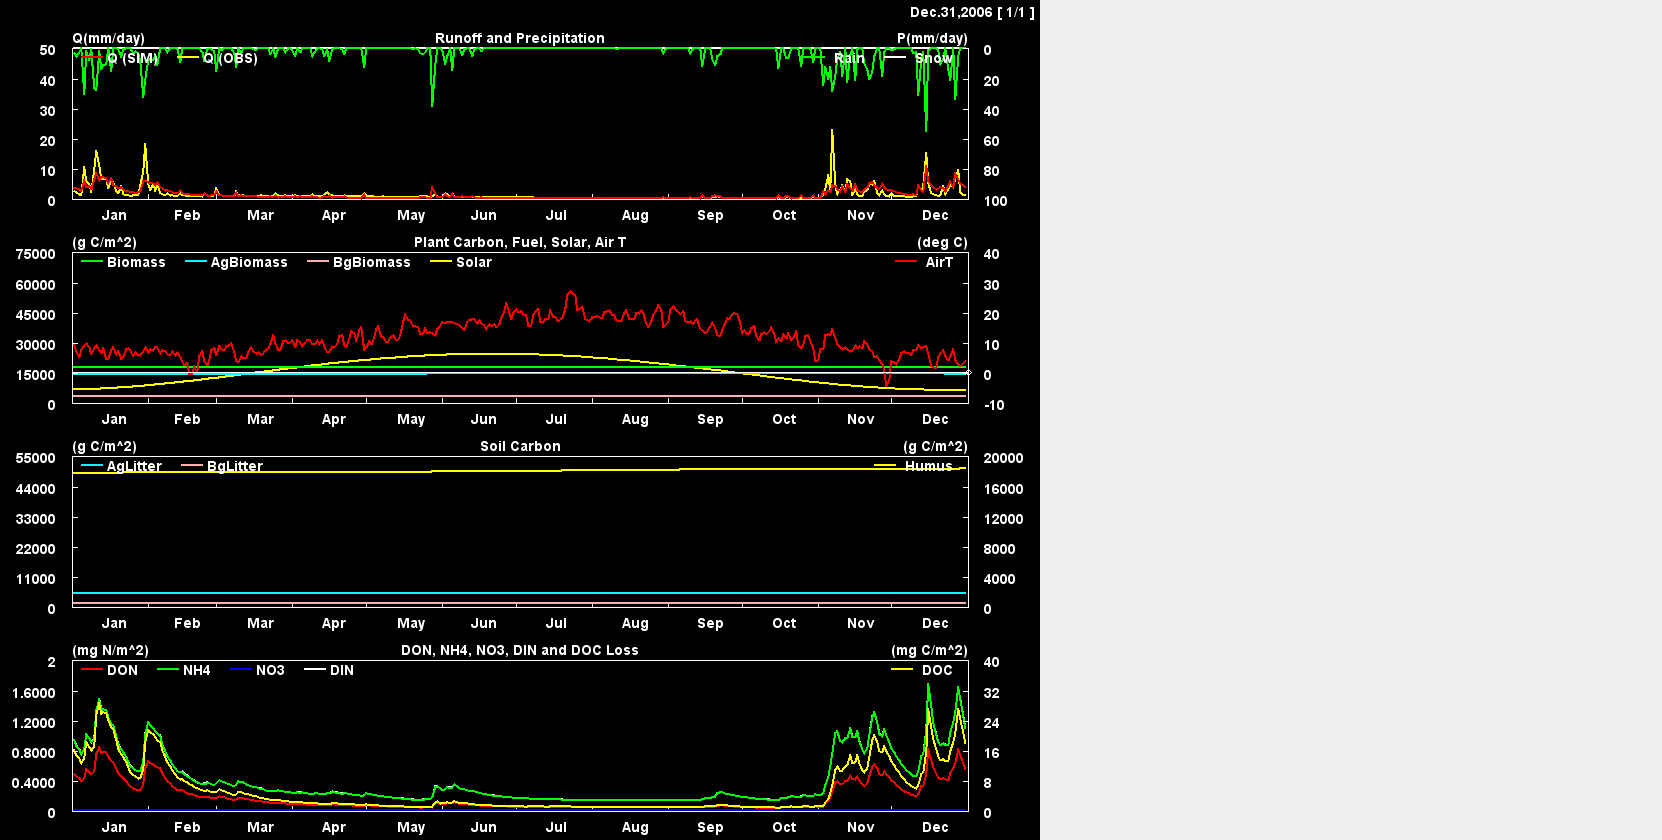 Dec.31,2006 [ 1/1 ]
Q(mm/day) Runoff and Precipitation P(mm/day)
50 0
Q (SIM) Q (OBS) Rain Snow
40 20
30 40
20 60
10 80
0 100
Jan Feb Mar Apr May Jun Jul Aug Sep Oct Nov Dec
(g C/m^2) Plant Carbon, Fuel, Solar, Air T (deg C)
75000 40
Biomass AgBiomass BgBiomass Solar AirT
60000 30
45000 20
30000 10
15000 0
0 -10
Jan Feb Mar Apr May Jun Jul Aug Sep Oct Nov Dec
(g C/m^2) Soil Carbon (g C/m^2)
55000 20000
AgLitter BgLitter Humus
44000 16000
33000 12000
22000 8000
11000 4000
0 0
Jan Feb Mar Apr May Jun Jul Aug Sep Oct Nov Dec
(mg N/m^2) DON, NH4, NO3, DIN and DOC Loss (mg C/m^2)
2 40
DON NH4 NO3 DIN DOC
1.6000 32
1.2000 24
0.8000 16
0.4000 8
0 0
Jan Feb Mar Apr May Jun Jul Aug Sep Oct Nov Dec